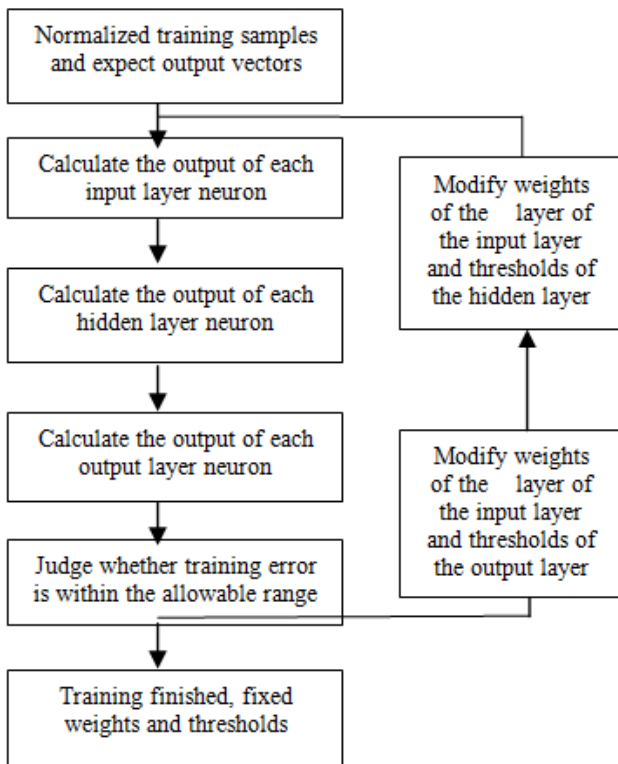 Normalized training samples
and expect output vectors
Calculate the output of each
input layer neuron
Calculate the output of each
hidden layer neuron
Calculate the output of each
output layer neuron
Judge whether training error
is within the allowable range
Training finished, fixed
weights and thresholds
Modify weights
of the layer of
the input layer
and thresholds of
the hidden layer
Modify weights
of the layer of
the input layer
and thresholds of
the output layer